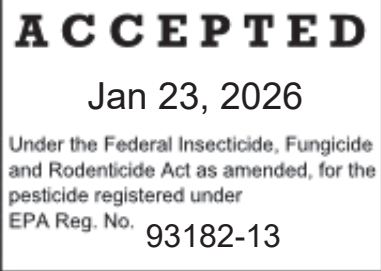 ACCEPTED
Jan 23, 2026
Under the Federal Insecticide, Fungicide
and Rodenticide Act as amended, for the
pesticide registered under
EPA Reg. No. 93182-13